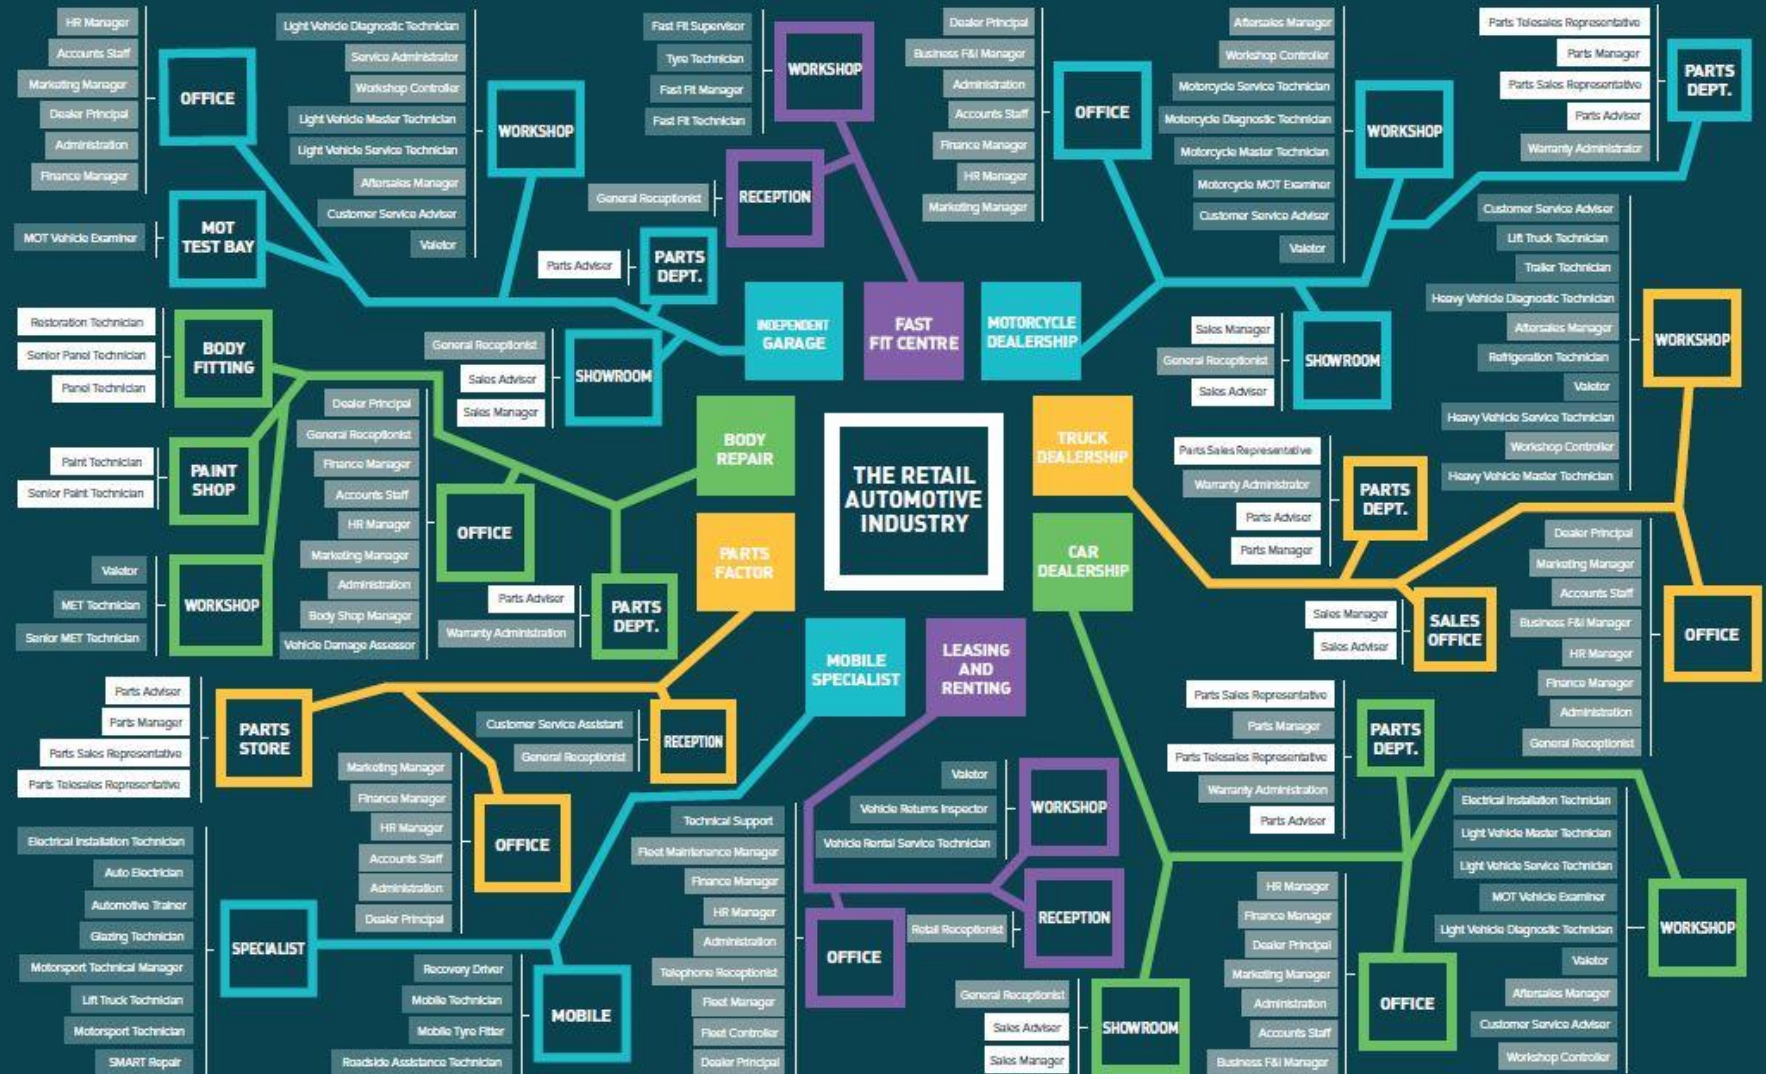 HR Manager
Accounts Staff
Marketing Manager
Dealer Principal
Administration
Finance Manager
OFFICE
MOT Vehicle Examiner
MOT
TEST BAY
Light Vehicle Diagnostic Technician
Service Administrator
Workshop Controller
Light Vehicle Master Technician
Light Vehicle Service Technician
Aftersales Manager
Customer Service Adviser
Valetor
WORKSHOP
Parts Adviser
PARTS
DEPT.
General Receptionist
Sales Adviser
Sales Manager
SHOWROOM
INDEPENDENT
GARAGE
Fast Fit Supervisor
Tyre Technician
Fast Fit Manager
Fast Fit Technician
WORKSHOP
General Receptionist
RECEPTION
FAST
FIT CENTRE
Dealer Principal
Business F&I Manager
Administration
Accounts Staff
Finance Manager
HR Manager
Marketing Manager
OFFICE
Aftersales Manager
Workshop Controller
Motorcycle Service Technician
Motorcycle Diagnostic Technician
Motorcycle Master Technician
Motorcycle MOT Examiner
Customer Service Adviser
Valetor
WORKSHOP
Parts Telesales Representative
Parts Manager
Parts Sales Representative
Parts Adviser
Warranty Administrator
PARTS
DEPT.
Sales Manager
General Receptionist
Sales Adviser
SHOWROOM
MOTORCYCLE
DEALERSHIP
Restoration Technician
Senior Panel Technician
Panel Technician
BODY
FITTING
Paint Technician
Senior Paint Technician
PAINT
SHOP
Valetor
MET Technician
Senior MET Technician
WORKSHOP
Dealer Principal
General Receptionist
Finance Manager
Accounts Staff
HR Manager
Marketing Manager
Administration
Body Shop Manager
Vehicle Damage Assessor
OFFICE
Parts Adviser
Warranty Administration
PARTS
DEPT.
BODY
REPAIR
THE RETAIL
AUTOMOTIVE
INDUSTRY
TRUCK
DEALERSHIP
Customer Service Adviser
Lift Truck Technician
Trailer Technician
Heavy Vehicle Diagnostic Technician
Aftersales Manager
Refrigeration Technician
Valetor
Heavy Vehicle Service Technician
Workshop Controller
Heavy Vehicle Master Technician
WORKSHOP
Parts Sales Representative
Warranty Administrator
Parts Adviser
Parts Manager
PARTS
DEPT.
Sales Manager
Sales Adviser
SALES
OFFICE
Dealer Principal
Marketing Manager
Accounts Staff
Business F&I Manager
HR Manager
Finance Manager
Administration
General Receptionist
OFFICE
PARTS
FACTOR
Parts Adviser
Parts Manager
Parts Sales Representative
Parts Telesales Representative
PARTS
STORE
Marketing Manager
Finance Manager
HR Manager
Accounts Staff
Administration
Dealer Principal
OFFICE
Customer Service Assistant
General Receptionist
RECEPTION
MOBILE
SPECIALIST
Electrical Installation Technician
Auto Electrician
Automotive Trainer
Glazing Technician
Motorsport Technical Manager
Lift Truck Technician
Motorsport Technician
SMART Repair
SPECIALIST
Recovery Driver
Mobile Technician
Mobile Tyre Fitter
Roadside Assistance Technician
MOBILE
LEASING
AND
RENTING
Valetor
Vehicle Returns Inspector
Vehicle Rental Service Technician
WORKSHOP
Retail Receptionist
RECEPTION
Technical Support
Fleet Maintenance Manager
Finance Manager
HR Manager
Administration
Telephone Receptionist
Fleet Manager
Fleet Controller
Dealer Principal
OFFICE
CAR
DEALERSHIP
Parts Sales Representative
Parts Manager
Parts Telesales Representative
Warranty Administration
Parts Adviser
PARTS
DEPT.
General Receptionist
Sales Adviser
Sales Manager
SHOWROOM
HR Manager
Finance Manager
Dealer Principal
Marketing Manager
Administration
Accounts Staff
Business F&I Manager
OFFICE
Electrical Installation Technician
Light Vehicle Master Technician
Light Vehicle Service Technician
MOT Vehicle Examiner
Light Vehicle Diagnostic Technician
Valetor
Aftersales Manager
Customer Service Adviser
Workshop Controller
WORKSHOP